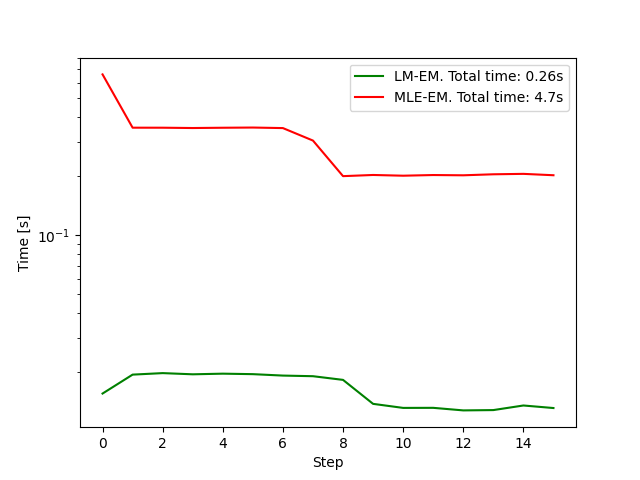 LM-EM. Total time: 0.26s
MLE-EM. Total time: 4.7s
Time [s]
10⁻¹
0 2 4 6 8 10 12 14
Step